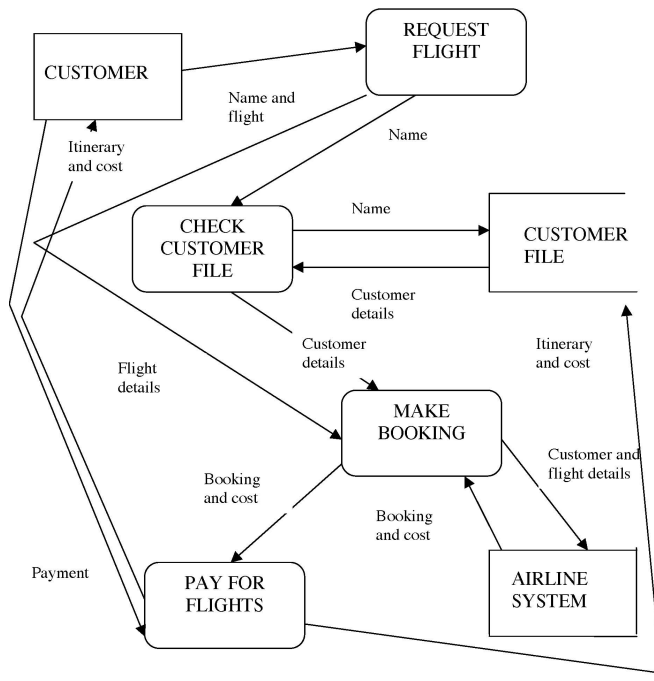 REQUEST
FLIGHT
CUSTOMER
Name and
flight
Itinerary
and cost
Name
Name
CHECK
CUSTOMER
FILE
CUSTOMER
FILE
Customer
details
Customer
details
Itinerary
and cost
Flight
details
MAKE
BOOKING
Customer and
flight details
Booking
and cost
Booking
and cost
Payment
PAY FOR
FLIGHTS
AIRLINE
SYSTEM